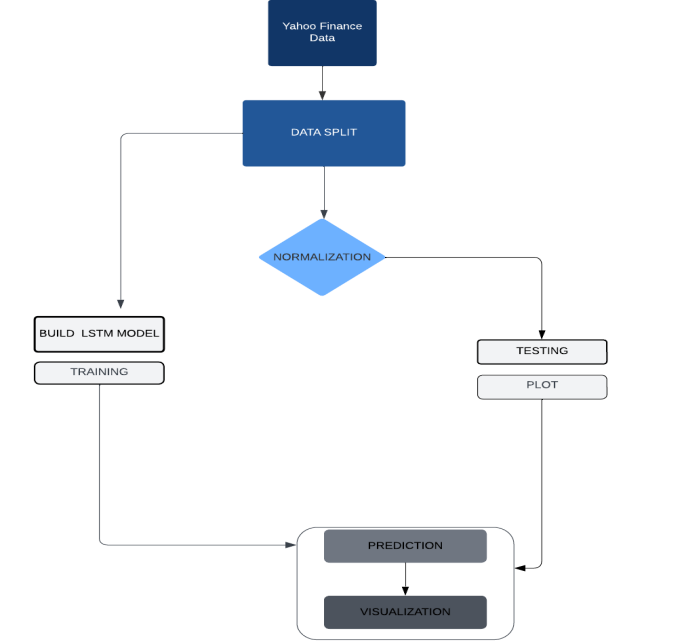 Yahoo Finance
Data
DATA SPLIT
NORMALIZATION
BUILD LSTM MODEL
TRAINING
TESTING
PLOT
PREDICTION
VISUALIZATION